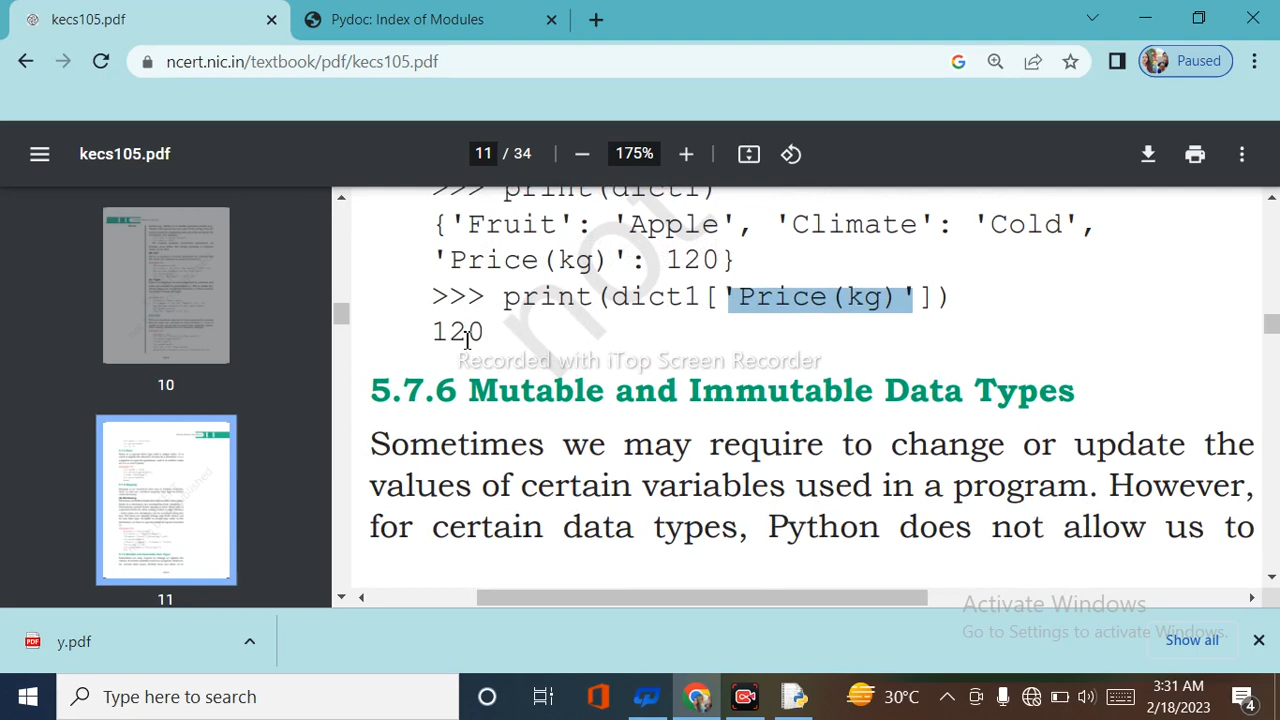 kecs105.pdf
Pydoc: Index of Modules
ncert.nic.in/textbook/pdf/kecs105.pdf
Paused
kecs105.pdf
11 / 34
175%
>>> print(dict1)
{'Fruit': 'Apple', 'Climate': 'Cold',
'Price(kg)': 120}
>>> print(dict1['Price(kg)'])
120
not
Recorded with iTop Screen Recorder
5.7.6 Mutable and Immutable Data Types
Sometimes we may require to change or update the
values of certain variables used in a program. However,
for certain data types, Python does not allow us to
10
11
Activate Windows
Go to Settings to activate Windows.
y.pdf
Show all
Type here to search
30°C
3:31 AM
2/18/2023
4